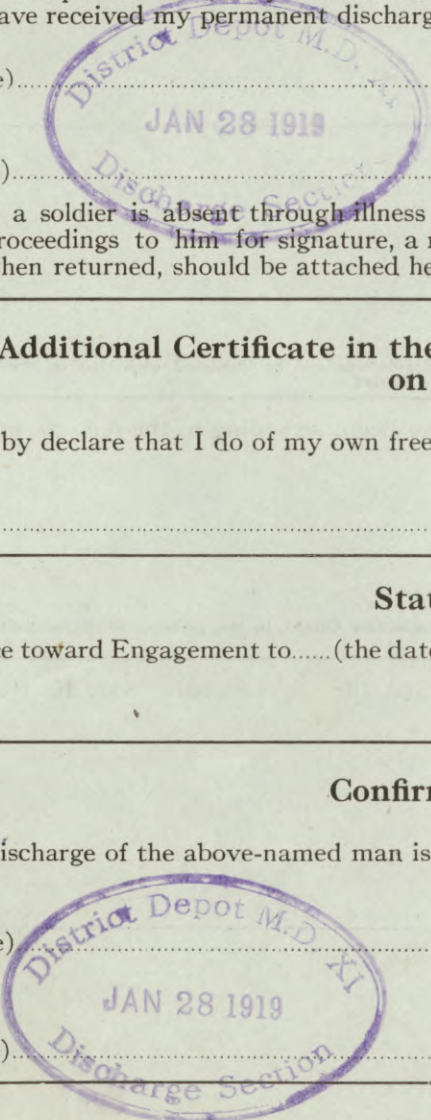 ave received my permanent discharg
District Depot M.D. XI
e)
JAN 28 1919
)
Discharge Section
a soldier is absent through illness
roceedings to him for signature, a
hen returned, should be attached he
Additional Certificate in the
on
by declare that I do of my own free
Stat
e toward Engagement to......(the date
Confir
ischarge of the above-named man is
District Depot M.D. XI
e)
JAN 28 1919
)
Discharge Section